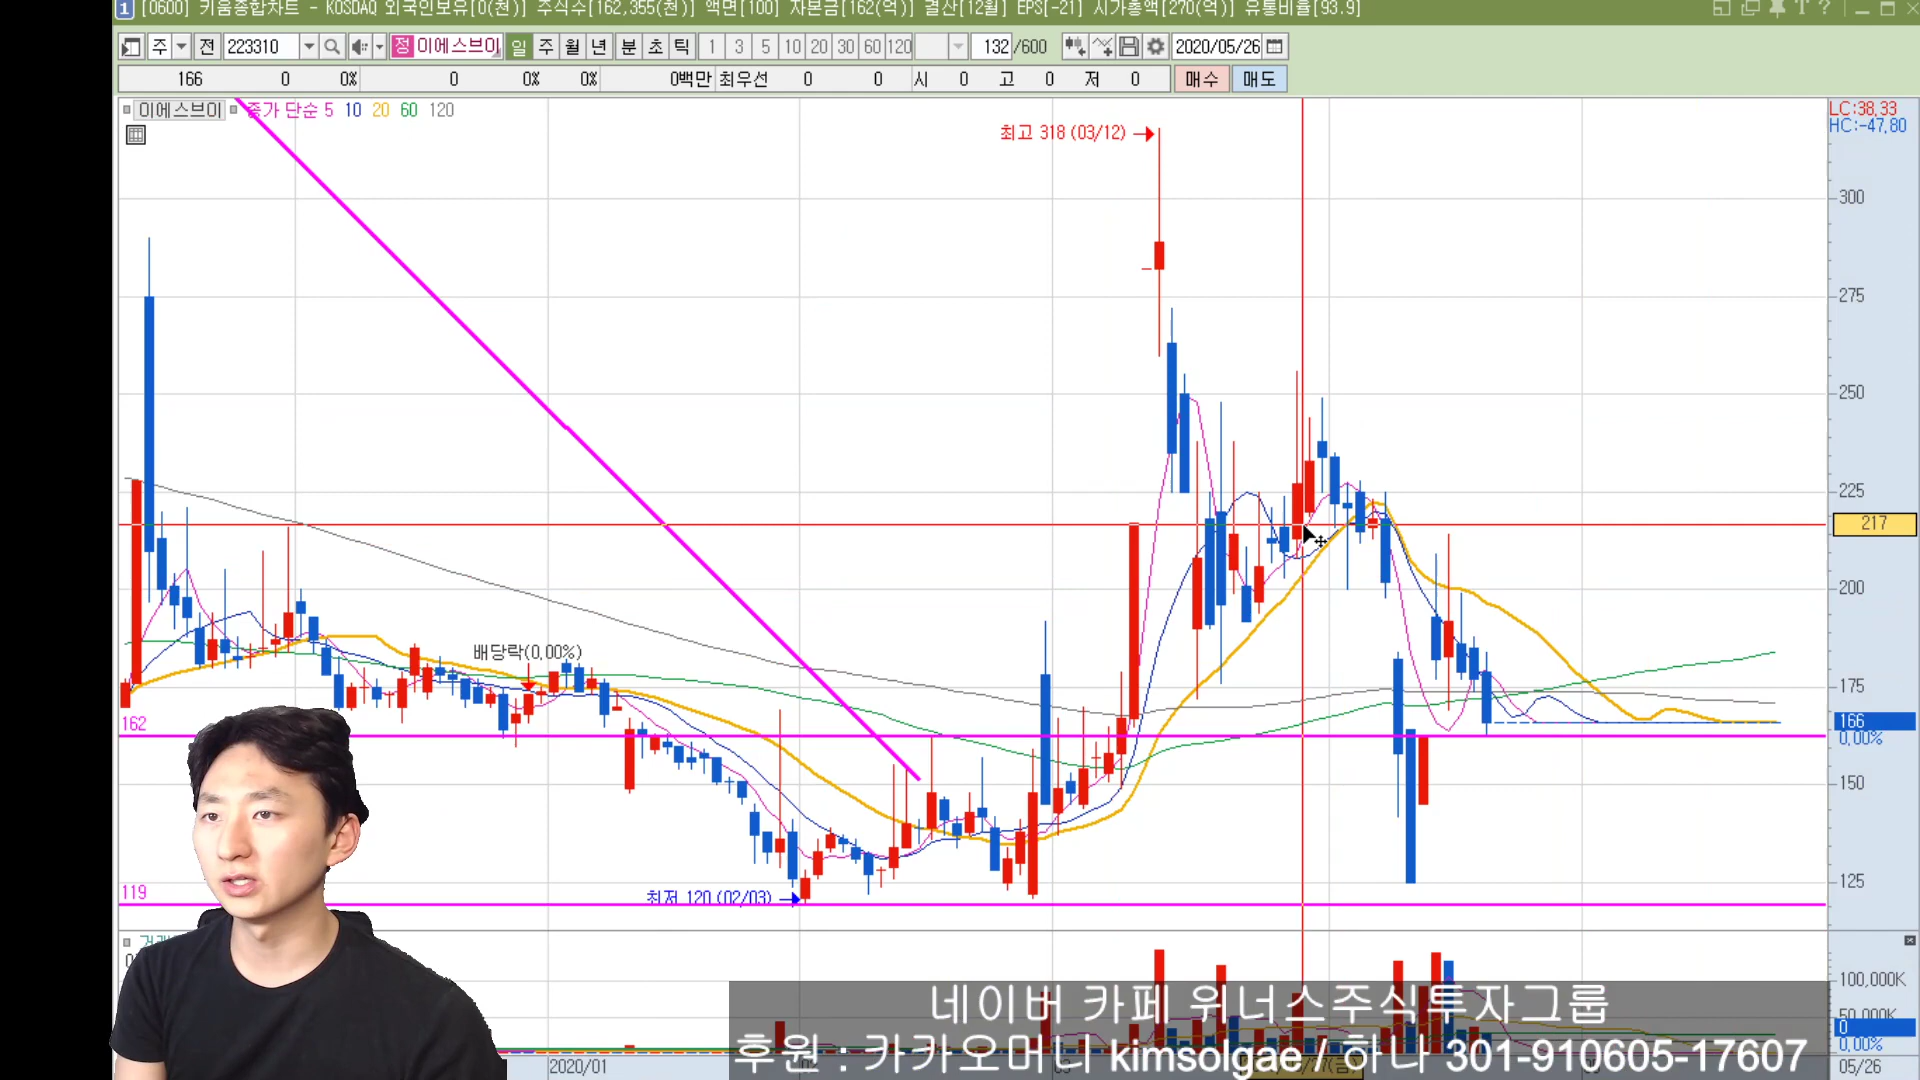 1 [0600] 키움종합차트 - KOSDAQ 외국인보유[0(천)] 주식수[162,355(천)] 액면[100] 자본금[162(억)] 결산[12월] EPS[-21] 시가총액[270(억)] 유통비율[93.9]
주 전 223310 정 이에스브이 일 주 월 년 분 초 틱 1 3 5 10 20 30 60 120 132 /600 2020/05/26
166 0 0% 0 0% 0% 0백만 최우선 0 0 시 0 고 0 저 0 매수 매도
이에스브이 종가 단순 5 10 20 60 120
LC:38,33
HC:-47,80
최고 318 (03/12)
300
275
250
225
217
200
배당락(0,00%)
175
162
166
0,00%
150
119
최저 120 (02/03)
125
100,000K
네이버 카페 위너스주식투자그룹
50,000K
0
0,00%
후원 : 카카오머니 kimsolgae / 하나 301-910605-17607
2020/01
05/26